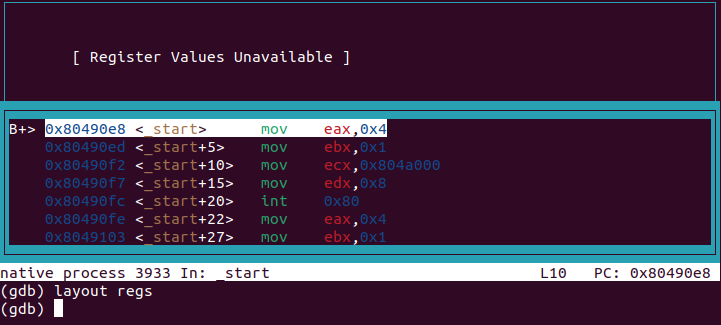 [ Register Values Unavailable ]
B+> 0x80490e8 <_start> mov eax,0x4
0x80490ed <_start+5> mov ebx,0x1
0x80490f2 <_start+10> mov ecx,0x804a000
0x80490f7 <_start+15> mov edx,0x8
0x80490fc <_start+20> int 0x80
0x80490fe <_start+22> mov eax,0x4
0x8049103 <_start+27> mov ebx,0x1
native process 3933 In: _start L10 PC: 0x80490e8
(gdb) layout regs
(gdb)